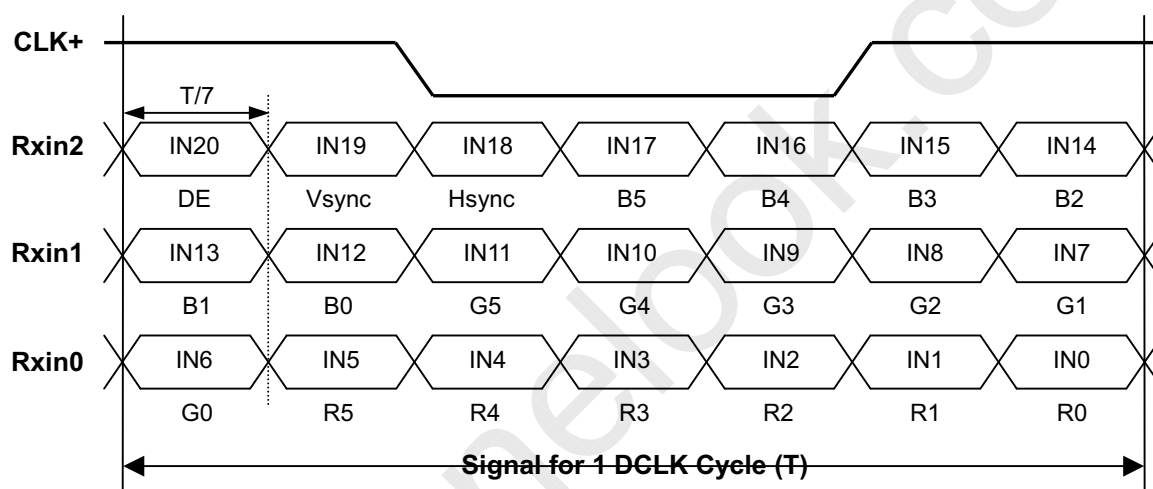 CLK+
T/7
Rxin2 IN20 IN19 IN18 IN17 IN16 IN15 IN14
DE Vsync Hsync B5 B4 B3 B2
Rxin1 IN13 IN12 IN11 IN10 IN9 IN8 IN7
B1 B0 G5 G4 G3 G2 G1
Rxin0 IN6 IN5 IN4 IN3 IN2 IN1 IN0
G0 R5 R4 R3 R2 R1 R0
Signal for 1 DCLK Cycle (T)
nelook.co